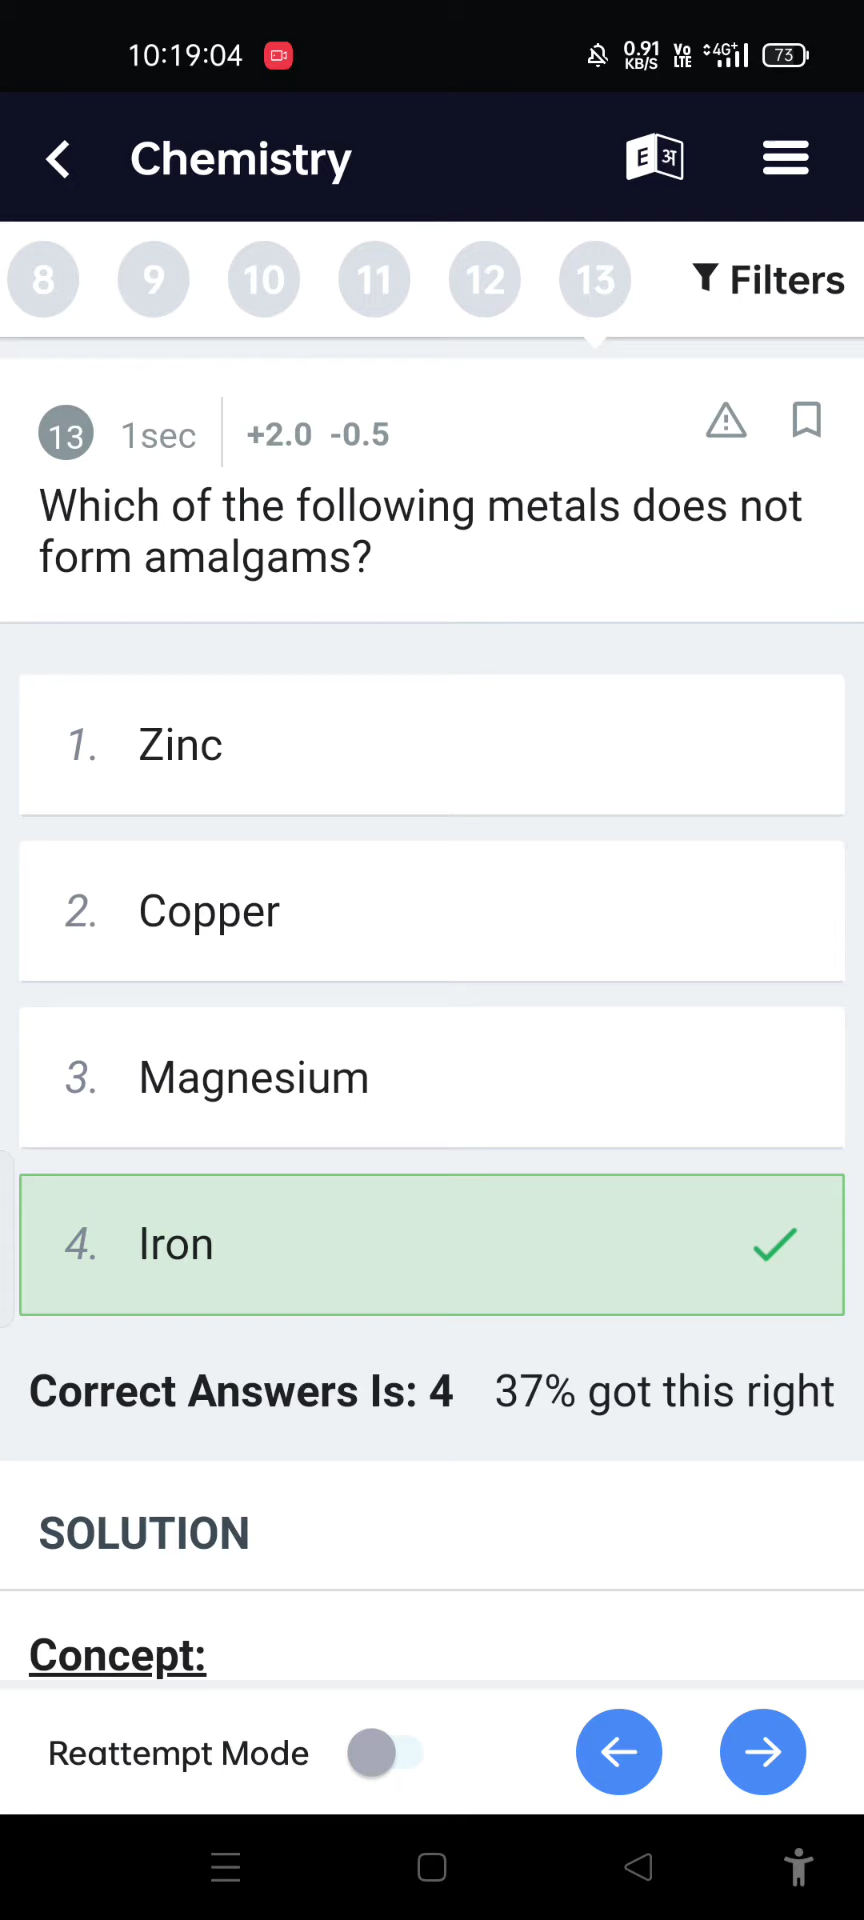 10:19:04 0.91 KB/S Vo LTE 4G+ 73
Chemistry E अ
8 9 10 11 12 13 Filters
13 1sec +2.0 -0.5
Which of the following metals does not
form amalgams?
1. Zinc
2. Copper
3. Magnesium
4. Iron
Correct Answers Is: 4 37% got this right
SOLUTION
Concept:
Reattempt Mode